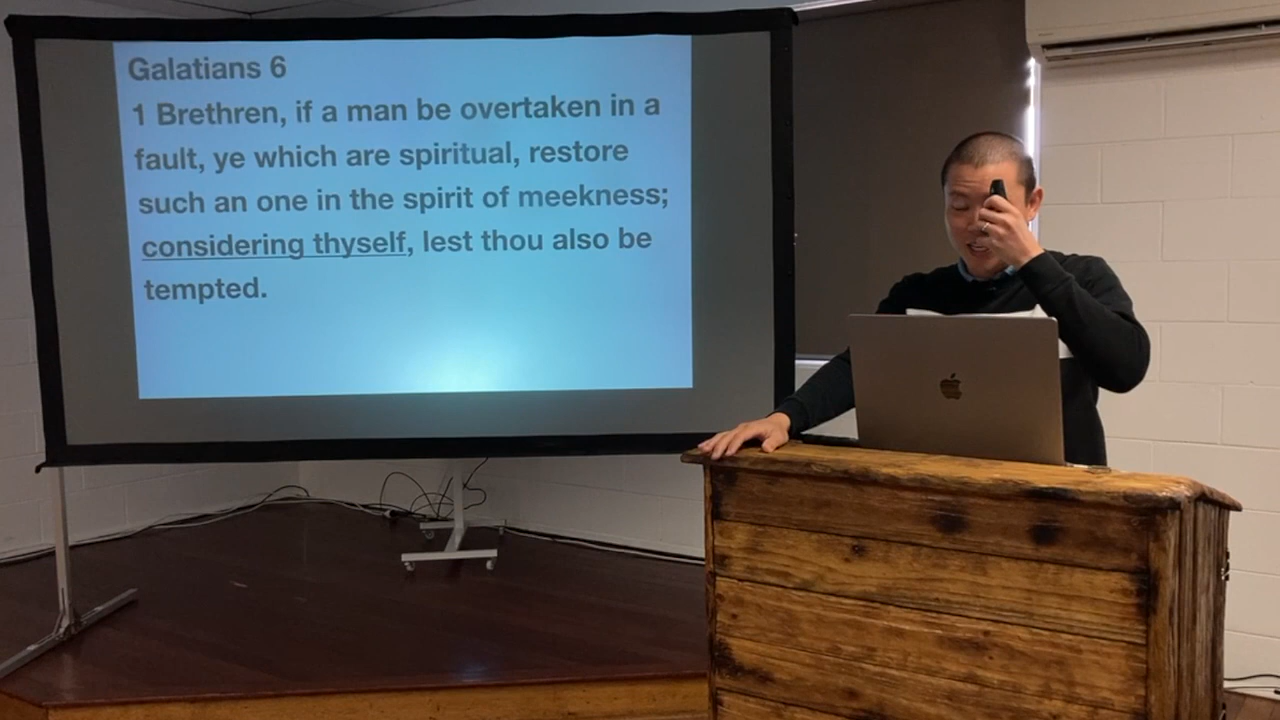 Galatians 6
1 Brethren, if a man be overtaken in a
fault, ye which are spiritual, restore
such an one in the spirit of meekness;
considering thyself, lest thou also be
tempted.